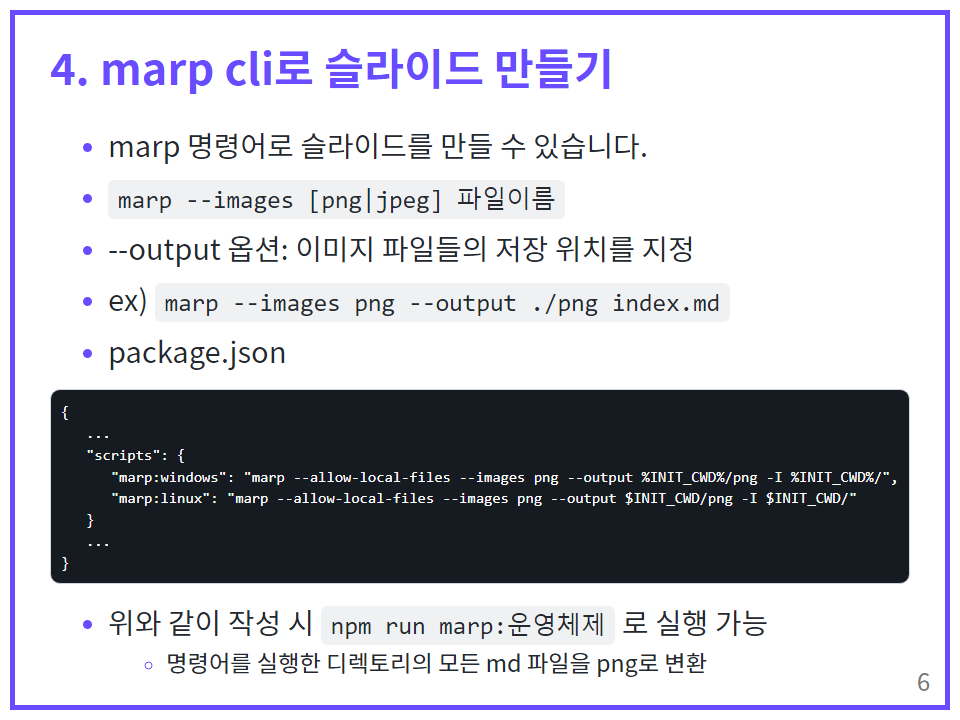 4. marp cli로 슬라이드 만들기
marp 명령어로 슬라이드를 만들 수 있습니다.
marp --images [png|jpeg] 파일이름
--output 옵션: 이미지 파일들의 저장 위치를 지정
ex) marp --images png --output ./png index.md
package.json
{
...
"scripts": {
"marp:windows": "marp --allow-local-files --images png --output %INIT_CWD%/png -I %INIT_CWD%/",
"marp:linux": "marp --allow-local-files --images png --output $INIT_CWD/png -I $INIT_CWD/"
}
...
}
위와 같이 작성 시 npm run marp:운영체제 로 실행 가능
명령어를 실행한 디렉토리의 모든 md 파일을 png로 변환
6